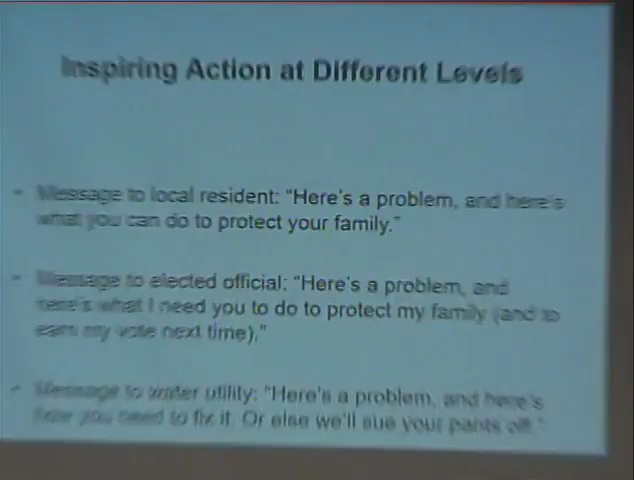 Inspiring Action at Different Levels
- Message to local resident: “Here’s a problem, and here’s
what you can do to protect your family.”
- Message to elected official: “Here’s a problem, and
here’s what I need you to do to protect my family (and to
earn my vote next time).”
- Message to water utility: “Here’s a problem, and here’s
how you need to fix it. Or else we’ll sue your pants off.”